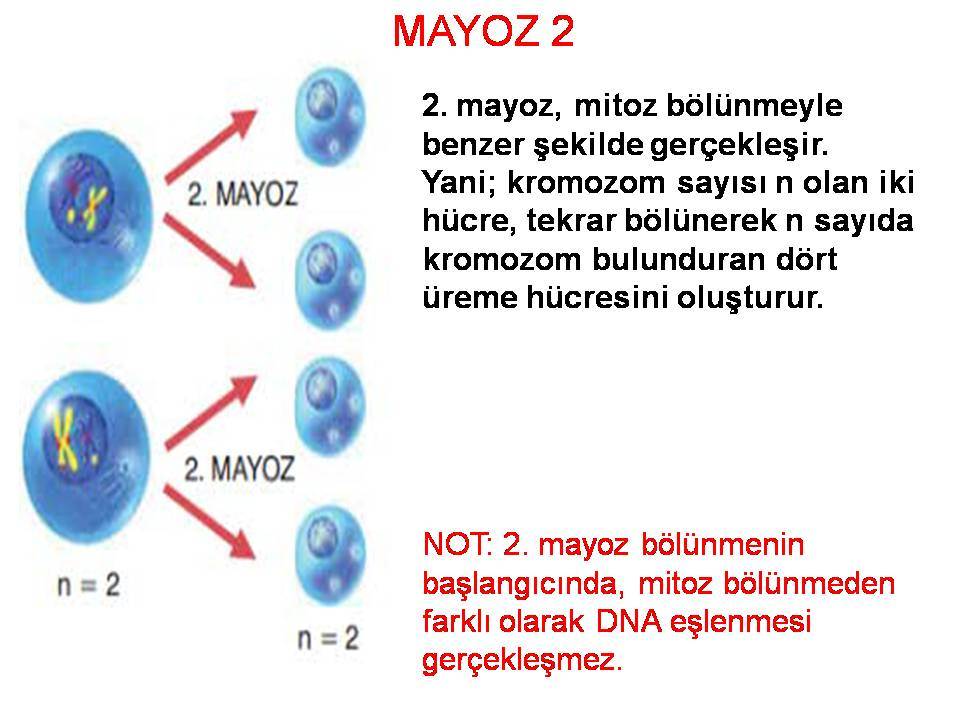 MAYOZ 2
2. mayoz, mitoz bölünmeyle
benzer şekilde gerçekleşir.
Yani; kromozom sayısı n olan iki
hücre, tekrar bölünerek n sayıda
kromozom bulunduran dört
üreme hücresini oluşturur.
2. MAYOZ
2. MAYOZ
n = 2
n = 2
NOT: 2. mayoz bölünmenin
başlangıcında, mitoz bölünmeden
farklı olarak DNA eşlenmesi
gerçekleşmez.